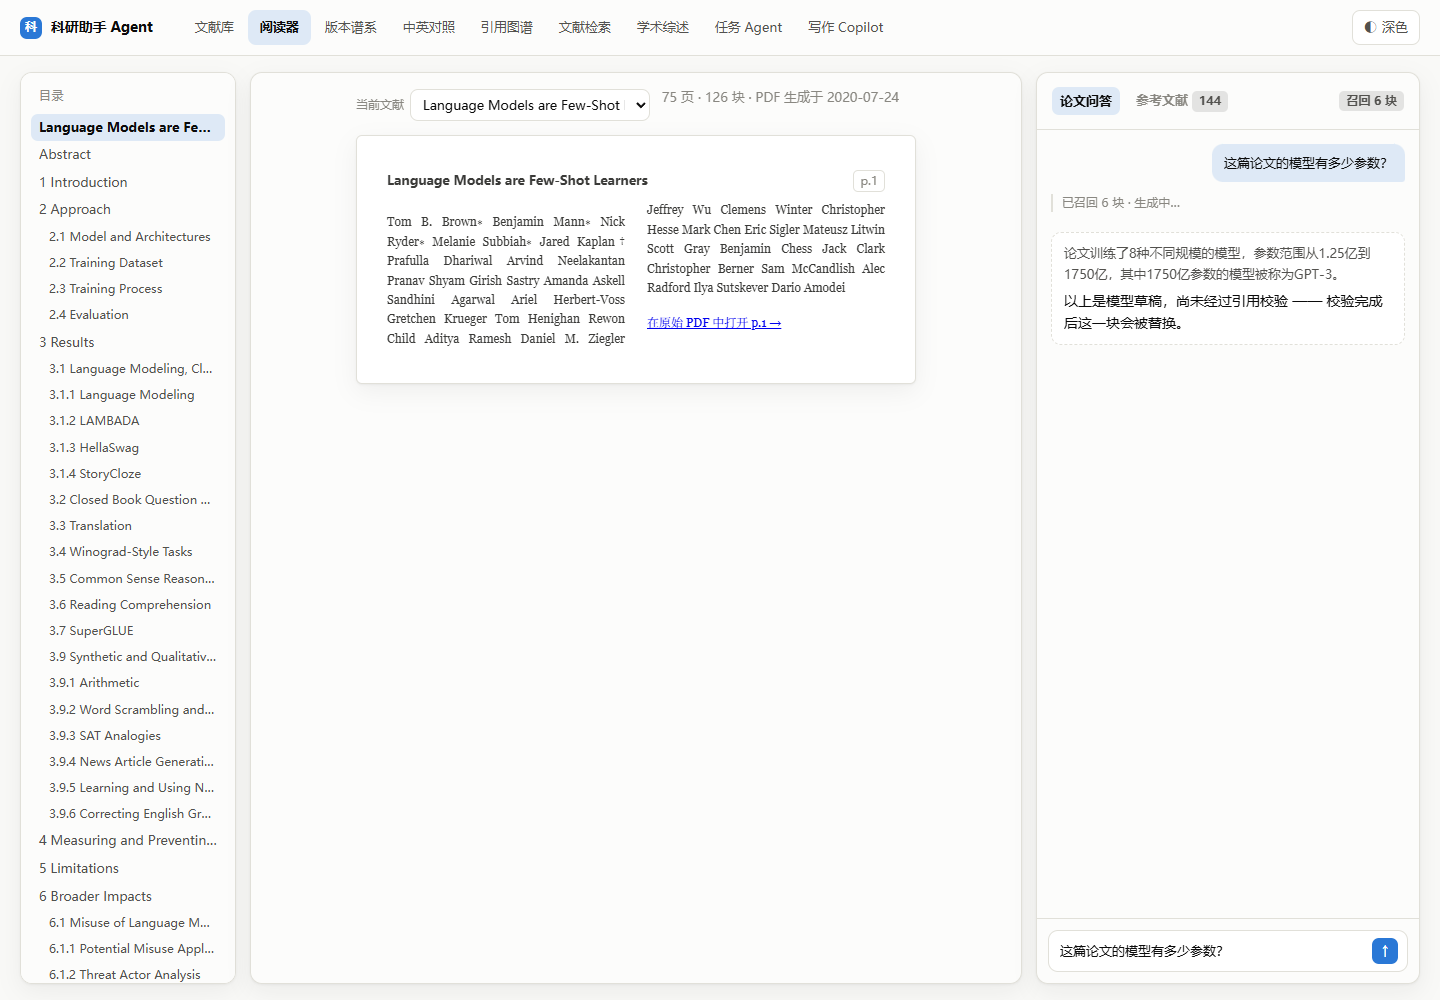 科 科研助手 Agent
文献库
阅读器
版本谱系
中英对照
引用图谱
文献检索
学术综述
任务 Agent
写作 Copilot
深色
目录
Language Models are Fe...
Abstract
1 Introduction
2 Approach
2.1 Model and Architectures
2.2 Training Dataset
2.3 Training Process
2.4 Evaluation
3 Results
3.1 Language Modeling, Cl...
3.1.1 Language Modeling
3.1.2 LAMBADA
3.1.3 HellaSwag
3.1.4 StoryCloze
3.2 Closed Book Question ...
3.3 Translation
3.4 Winograd-Style Tasks
3.5 Common Sense Reason...
3.6 Reading Comprehension
3.7 SuperGLUE
3.9 Synthetic and Qualitativ...
3.9.1 Arithmetic
3.9.2 Word Scrambling and...
3.9.3 SAT Analogies
3.9.4 News Article Generati...
3.9.5 Learning and Using N...
3.9.6 Correcting English Gr...
4 Measuring and Preventin...
5 Limitations
6 Broader Impacts
6.1 Misuse of Language M...
6.1.1 Potential Misuse Appl...
6.1.2 Threat Actor Analysis
当前文献 Language Models are Few-Shot 75 页 · 126 块 · PDF 生成于 2020-07-24
Language Models are Few-Shot Learners p.1
Tom B. Brown∗ Benjamin Mann∗ Nick
Ryder∗ Melanie Subbiah∗ Jared Kaplan †
Prafulla Dhariwal Arvind Neelakantan
Pranav Shyam Girish Sastry Amanda Askell
Sandhini Agarwal Ariel Herbert-Voss
Gretchen Krueger Tom Henighan Rewon
Child Aditya Ramesh Daniel M. Ziegler
Jeffrey Wu Clemens Winter Christopher
Hesse Mark Chen Eric Sigler Mateusz Litwin
Scott Gray Benjamin Chess Jack Clark
Christopher Berner Sam McCandlish Alec
Radford Ilya Sutskever Dario Amodei
在原始 PDF 中打开 p.1 →
论文问答 参考文献 144 召回 6 块
这篇论文的模型有多少参数?
已召回 6 块 · 生成中...
论文训练了8种不同规模的模型，参数范围从1.25亿到
1750亿，其中1750亿参数的模型被称为GPT-3。
以上是模型草稿，尚未经过引用校验 —— 校验完成
后这一块会被替换。
这篇论文的模型有多少参数? ↑